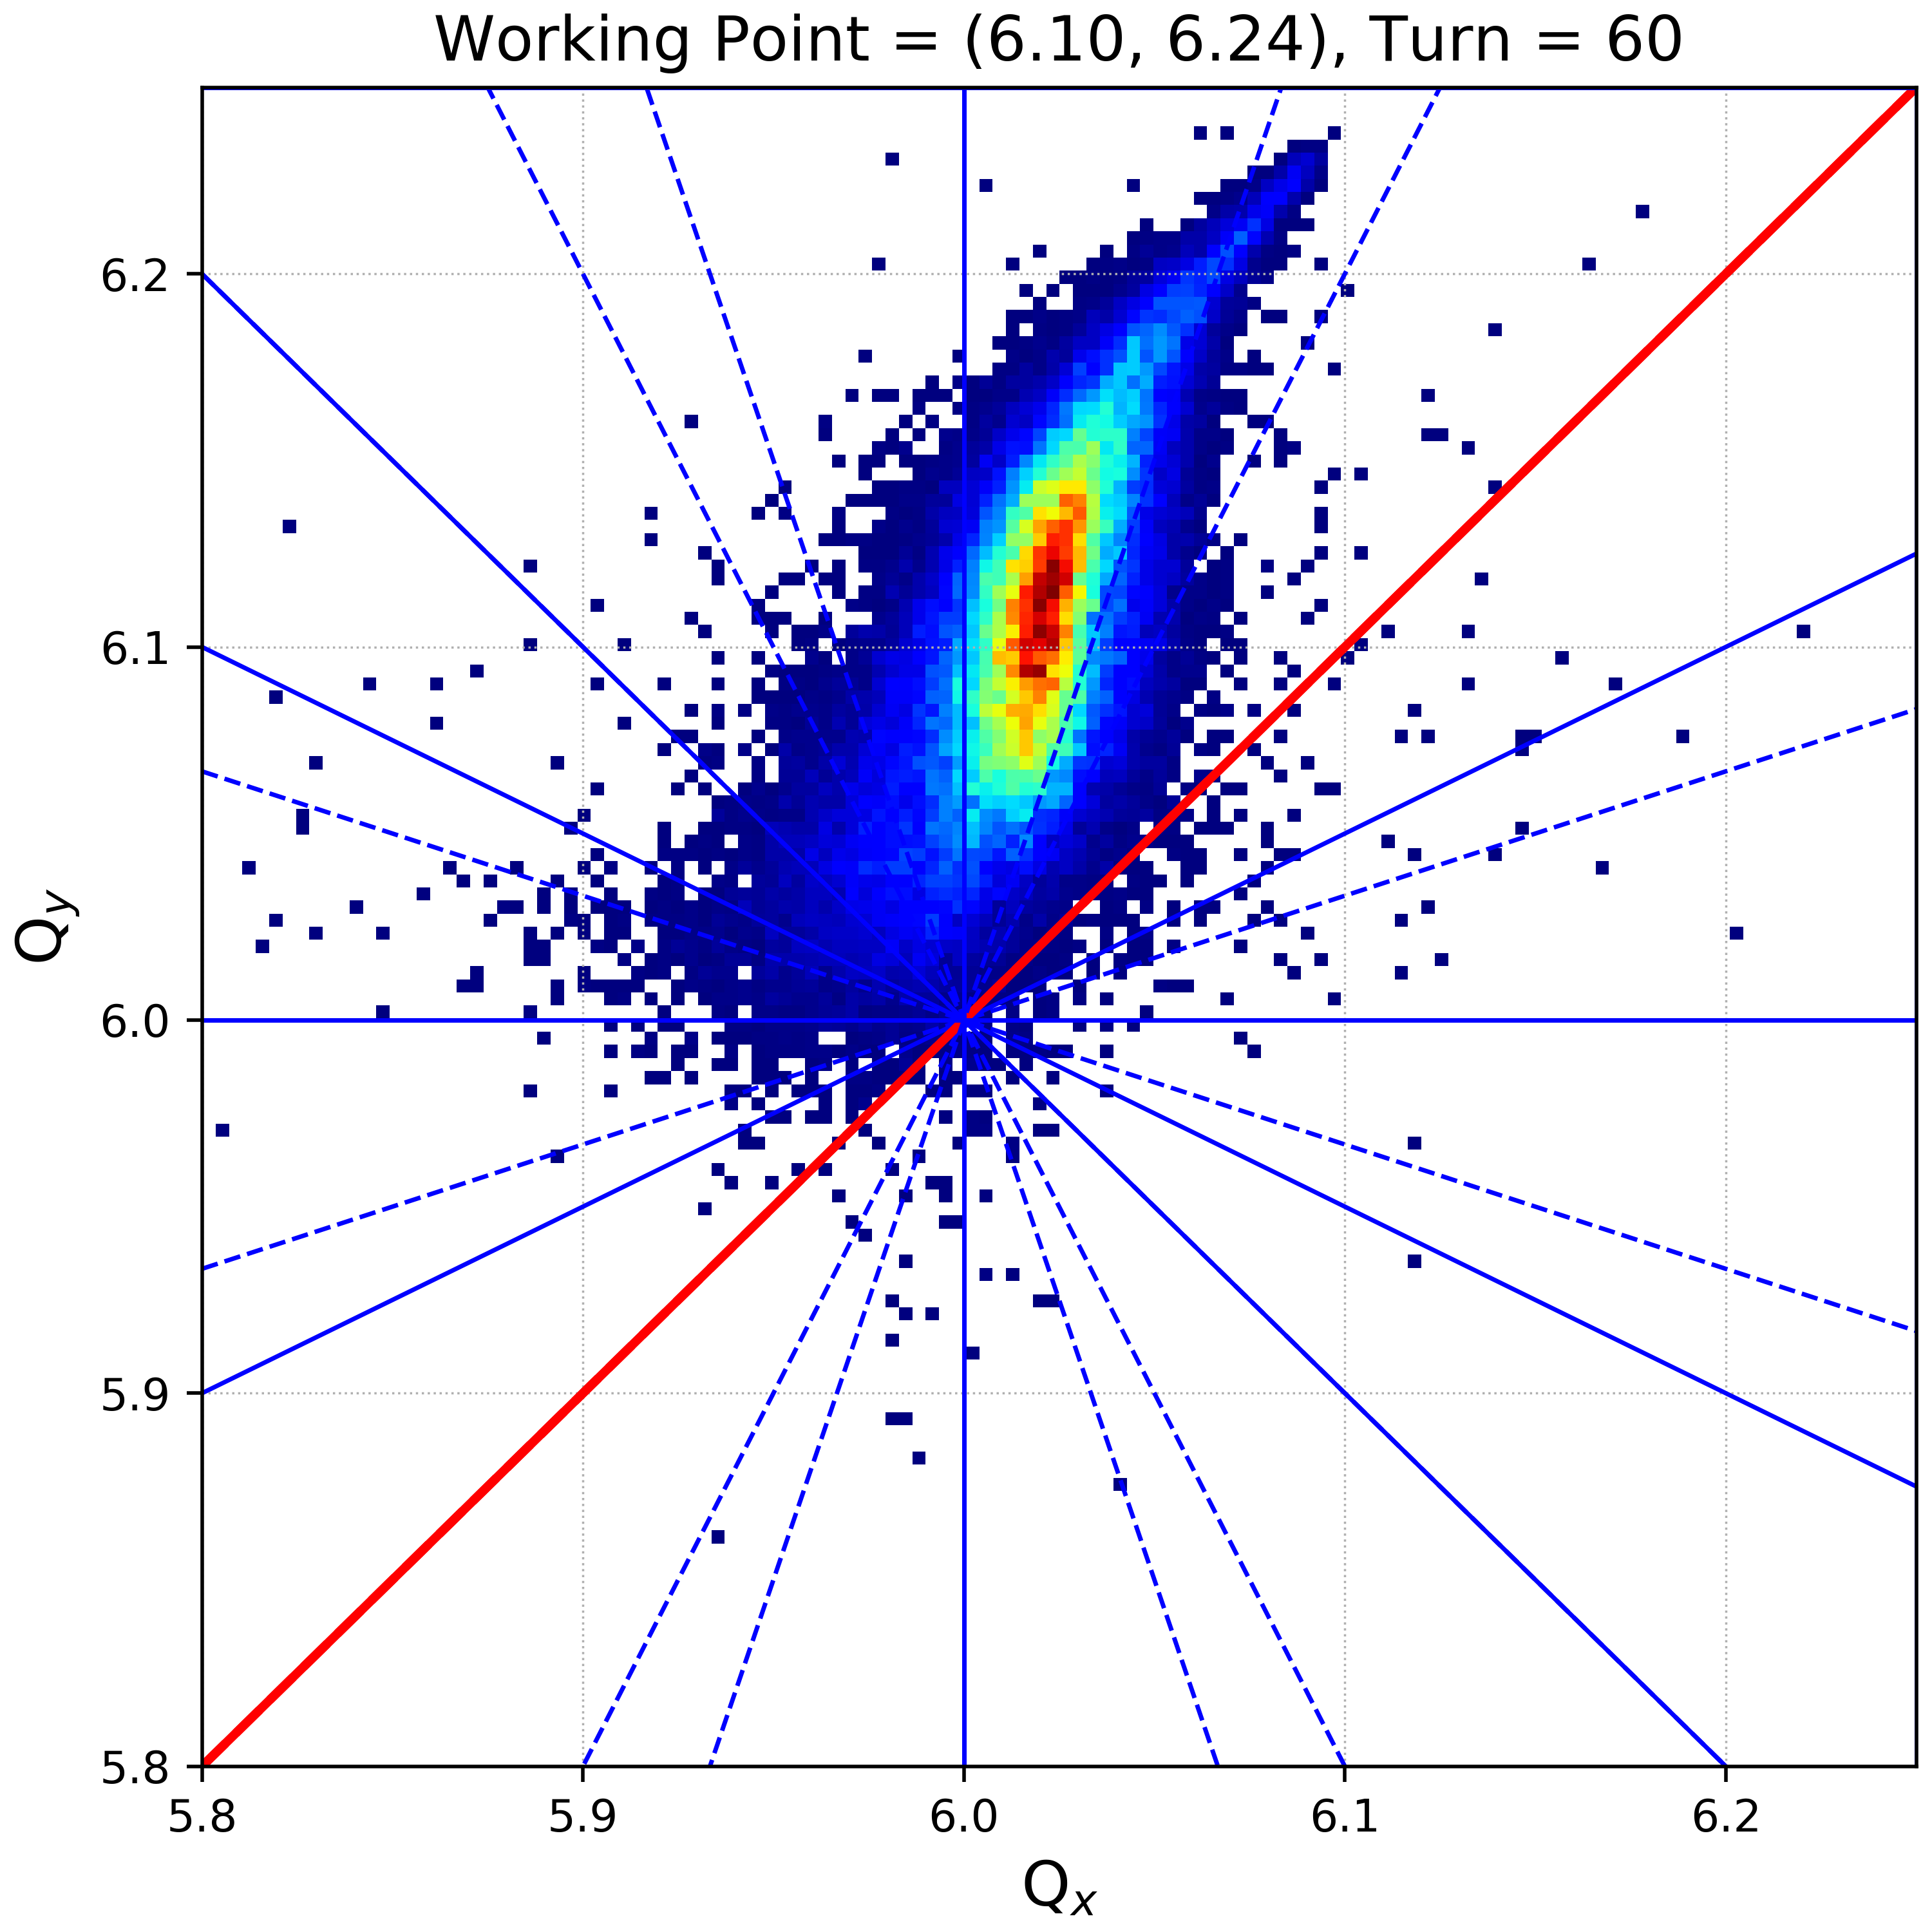 Working Point = (6.10, 6.24), Turn = 60
6.2
6.1
6.0
5.9
5.8
Qy
5.8 5.9 6.0 6.1 6.2
Qx